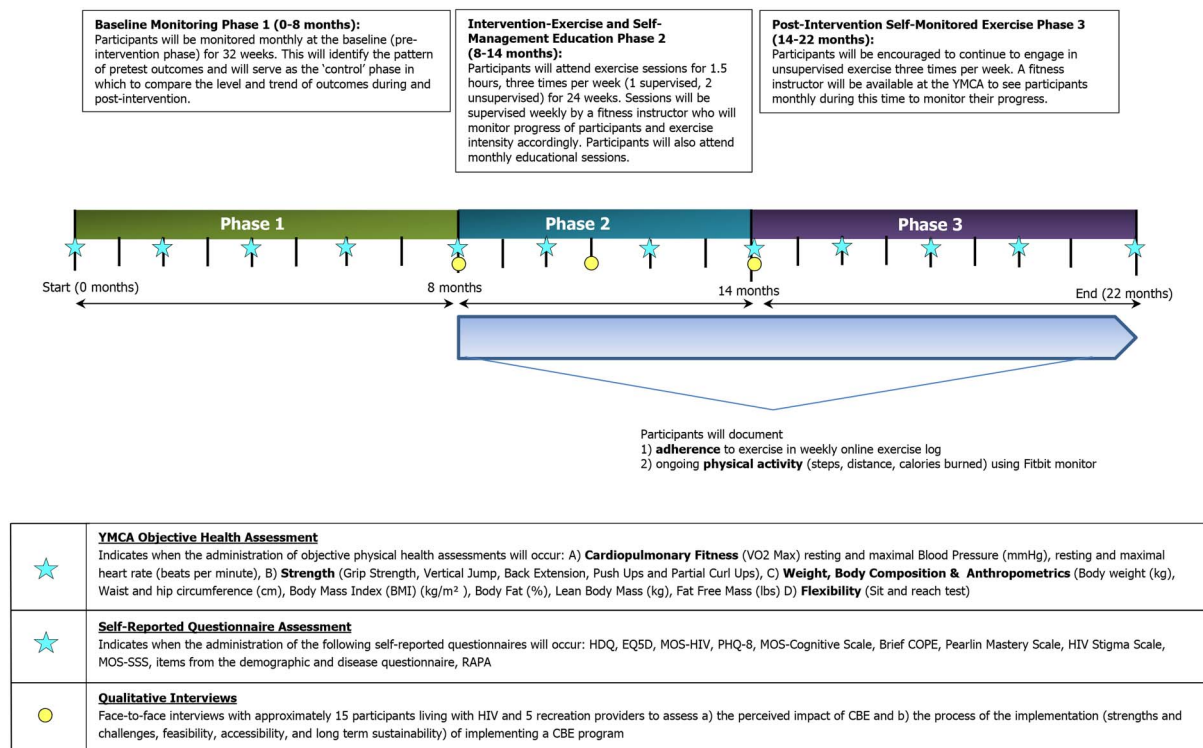 Baseline Monitoring Phase 1 (0-8 months):
Participants will be monitored monthly at the baseline (pre-
intervention phase) for 32 weeks. This will identify the pattern
of pretest outcomes and will serve as the ‘control’ phase in
which to compare the level and trend of outcomes during and
post-intervention.
Intervention-Exercise and Self-
Management Education Phase 2
(8-14 months):
Participants will attend exercise sessions for 1.5
hours, three times per week (1 supervised, 2
unsupervised) for 24 weeks. Sessions will be
supervised weekly by a fitness instructor who will
monitor progress of participants and exercise
intensity accordingly. Participants will also attend
monthly educational sessions.
Post-Intervention Self-Monitored Exercise Phase 3
(14-22 months):
Participants will be encouraged to continue to engage in
unsupervised exercise three times per week. A fitness
instructor will be available at the YMCA to see participants
monthly during this time to monitor their progress.
Phase 1
Phase 2
Phase 3
Start (0 months)
8 months
14 months
End (22 months)
Participants will document
1) adherence to exercise in weekly online exercise log
2) ongoing physical activity (steps, distance, calories burned) using Fitbit monitor
YMCA Objective Health Assessment
Indicates when the administration of objective physical health assessments will occur: A) Cardiopulmonary Fitness (VO2 Max) resting and maximal Blood Pressure (mmHg), resting and maximal
heart rate (beats per minute), B) Strength (Grip Strength, Vertical Jump, Back Extension, Push Ups and Partial Curl Ups), C) Weight, Body Composition & Anthropometrics (Body weight (kg),
Waist and hip circumference (cm), Body Mass Index (BMI) (kg/m² ), Body Fat (%), Lean Body Mass (kg), Fat Free Mass (lbs) D) Flexibility (Sit and reach test)
Self-Reported Questionnaire Assessment
Indicates when the administration of the following self-reported questionnaires will occur: HDQ, EQ5D, MOS-HIV, PHQ-8, MOS-Cognitive Scale, Brief COPE, Pearlin Mastery Scale, HIV Stigma Scale,
MOS-SSS, items from the demographic and disease questionnaire, RAPA
Qualitative Interviews
Face-to-face interviews with approximately 15 participants living with HIV and 5 recreation providers to assess a) the perceived impact of CBE and b) the process of the implementation (strengths and
challenges, feasibility, accessibility, and long term sustainability) of implementing a CBE program